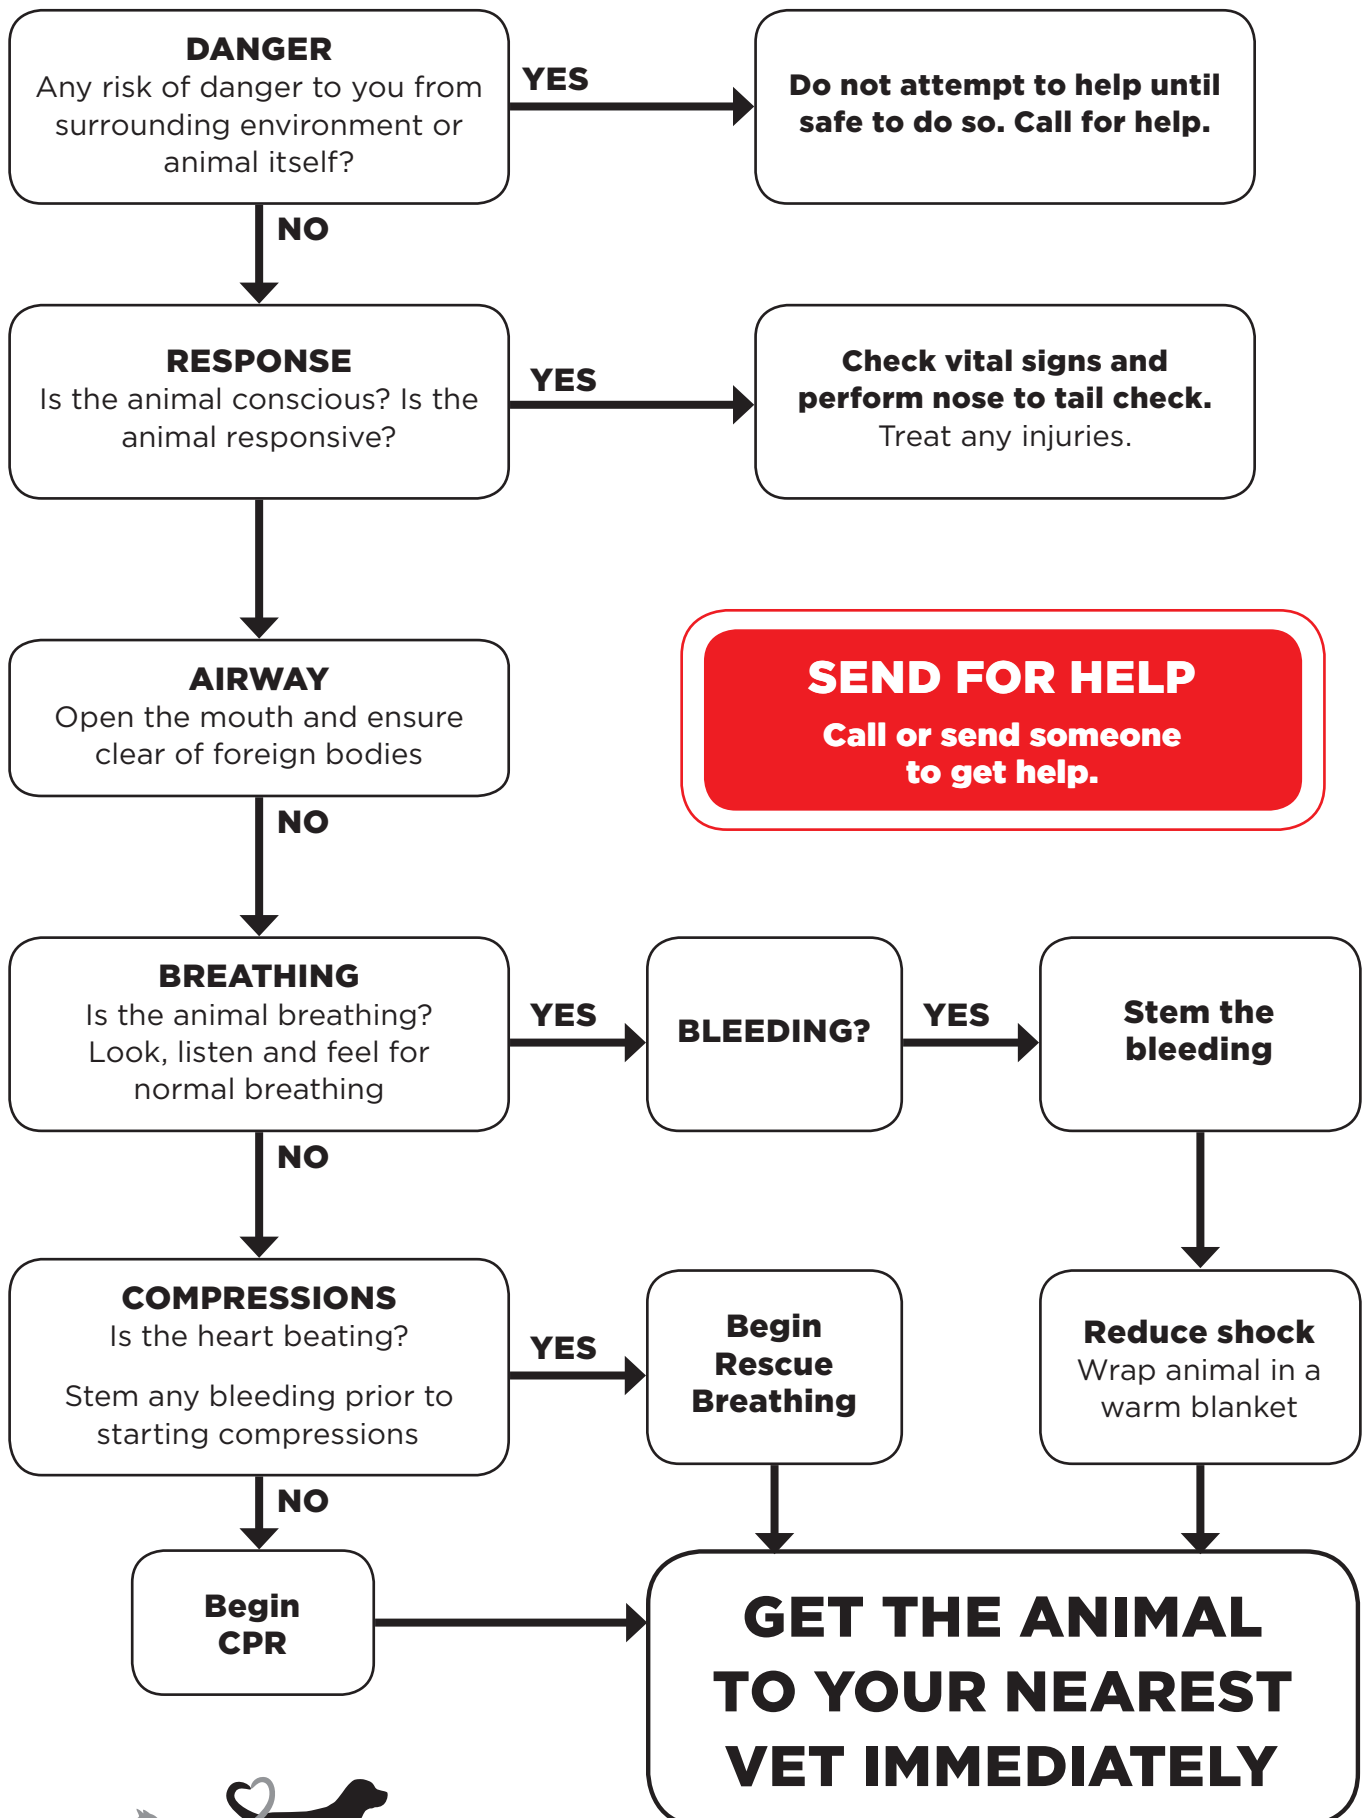 DANGER
Any risk of danger to you from
surrounding environment or
animal itself?
YES
Do not attempt to help until
safe to do so. Call for help.
NO
RESPONSE
Is the animal conscious? Is the
animal responsive?
YES
Check vital signs and
perform nose to tail check.
Treat any injuries.
AIRWAY
Open the mouth and ensure
clear of foreign bodies
SEND FOR HELP
Call or send someone
to get help.
NO
BREATHING
Is the animal breathing?
Look, listen and feel for
normal breathing
YES
BLEEDING?
YES
Stem the
bleeding
NO
COMPRESSIONS
Is the heart beating?
Stem any bleeding prior to
starting compressions
YES
Begin
Rescue
Breathing
Reduce shock
Wrap animal in a
warm blanket
NO
Begin
CPR
GET THE ANIMAL
TO YOUR NEAREST
VET IMMEDIATELY